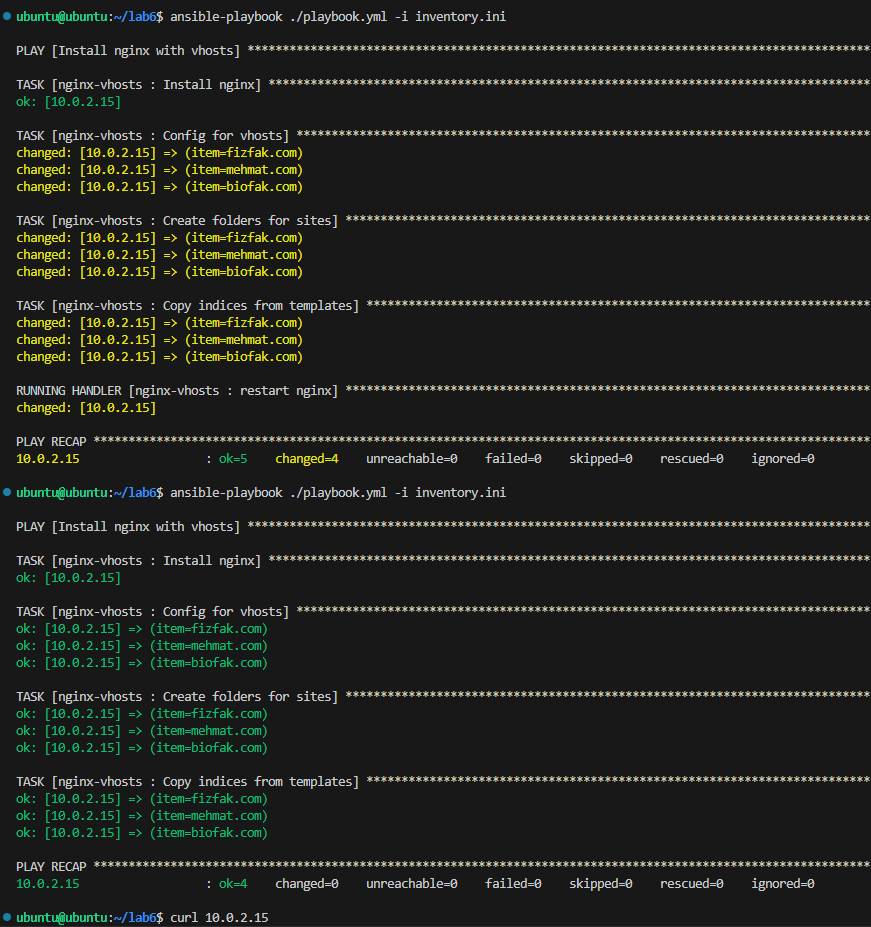 ubuntu@ubuntu:~/lab6$ ansible-playbook ./playbook.yml -i inventory.ini
PLAY [Install nginx with vhosts] *****************************************************************************************
TASK [nginx-vhosts : Install nginx] **************************************************************************************
ok: [10.0.2.15]
TASK [nginx-vhosts : Config for vhosts] **********************************************************************************
changed: [10.0.2.15] => (item=fizfak.com)
changed: [10.0.2.15] => (item=mehmat.com)
changed: [10.0.2.15] => (item=biofak.com)
TASK [nginx-vhosts : Create folders for sites] ***************************************************************************
changed: [10.0.2.15] => (item=fizfak.com)
changed: [10.0.2.15] => (item=mehmat.com)
changed: [10.0.2.15] => (item=biofak.com)
TASK [nginx-vhosts : Copy indices from templates] ************************************************************************
changed: [10.0.2.15] => (item=fizfak.com)
changed: [10.0.2.15] => (item=mehmat.com)
changed: [10.0.2.15] => (item=biofak.com)
RUNNING HANDLER [nginx-vhosts : restart nginx] ***************************************************************************
changed: [10.0.2.15]
PLAY RECAP ***************************************************************************************************************
10.0.2.15                  : ok=5    changed=4    unreachable=0    failed=0    skipped=0    rescued=0    ignored=0
ubuntu@ubuntu:~/lab6$ ansible-playbook ./playbook.yml -i inventory.ini
PLAY [Install nginx with vhosts] *****************************************************************************************
TASK [nginx-vhosts : Install nginx] **************************************************************************************
ok: [10.0.2.15]
TASK [nginx-vhosts : Config for vhosts] **********************************************************************************
ok: [10.0.2.15] => (item=fizfak.com)
ok: [10.0.2.15] => (item=mehmat.com)
ok: [10.0.2.15] => (item=biofak.com)
TASK [nginx-vhosts : Create folders for sites] ***************************************************************************
ok: [10.0.2.15] => (item=fizfak.com)
ok: [10.0.2.15] => (item=mehmat.com)
ok: [10.0.2.15] => (item=biofak.com)
TASK [nginx-vhosts : Copy indices from templates] ************************************************************************
ok: [10.0.2.15] => (item=fizfak.com)
ok: [10.0.2.15] => (item=mehmat.com)
ok: [10.0.2.15] => (item=biofak.com)
PLAY RECAP ***************************************************************************************************************
10.0.2.15                  : ok=4    changed=0    unreachable=0    failed=0    skipped=0    rescued=0    ignored=0
ubuntu@ubuntu:~/lab6$ curl 10.0.2.15